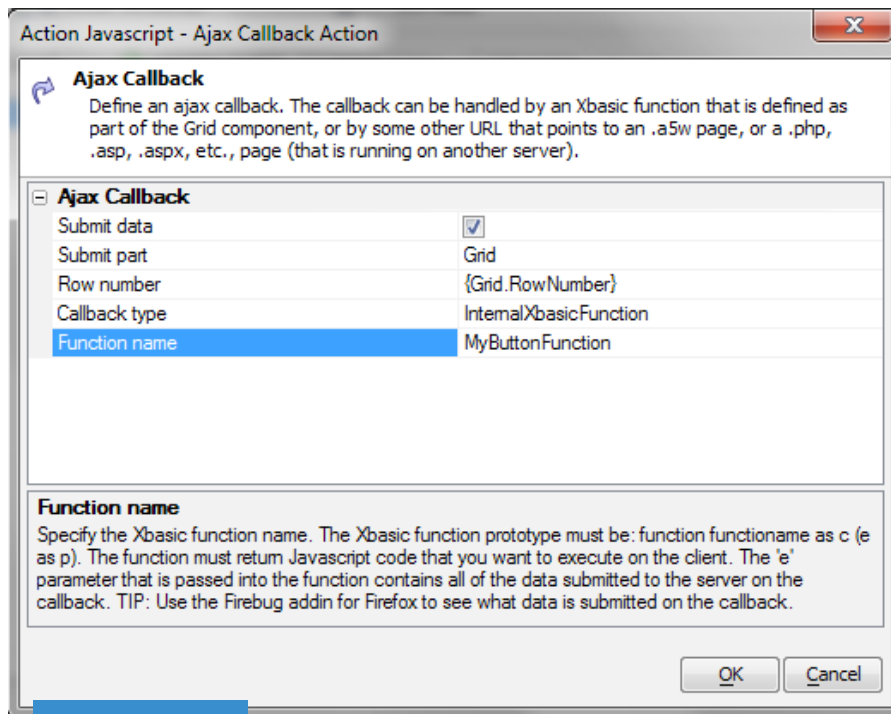 Action Javascript - Ajax Callback Action
Ajax Callback
Define an ajax callback. The callback can be handled by an Xbasic function that is defined as
part of the Grid component, or by some other URL that points to an .a5w page, or a .php,
.asp, .aspx, etc., page (that is running on another server).
Ajax Callback
Submit data
Submit part Grid
Row number {Grid.RowNumber}
Callback type InternalXbasicFunction
Function name MyButtonFunction
Function name
Specify the Xbasic function name. The Xbasic function prototype must be: function functioname as c (e
as p). The function must return Javascript code that you want to execute on the client. The 'e'
parameter that is passed into the function contains all of the data submitted to the server on the
callback. TIP: Use the Firebug addin for Firefox to see what data is submitted on the callback.
OK Cancel